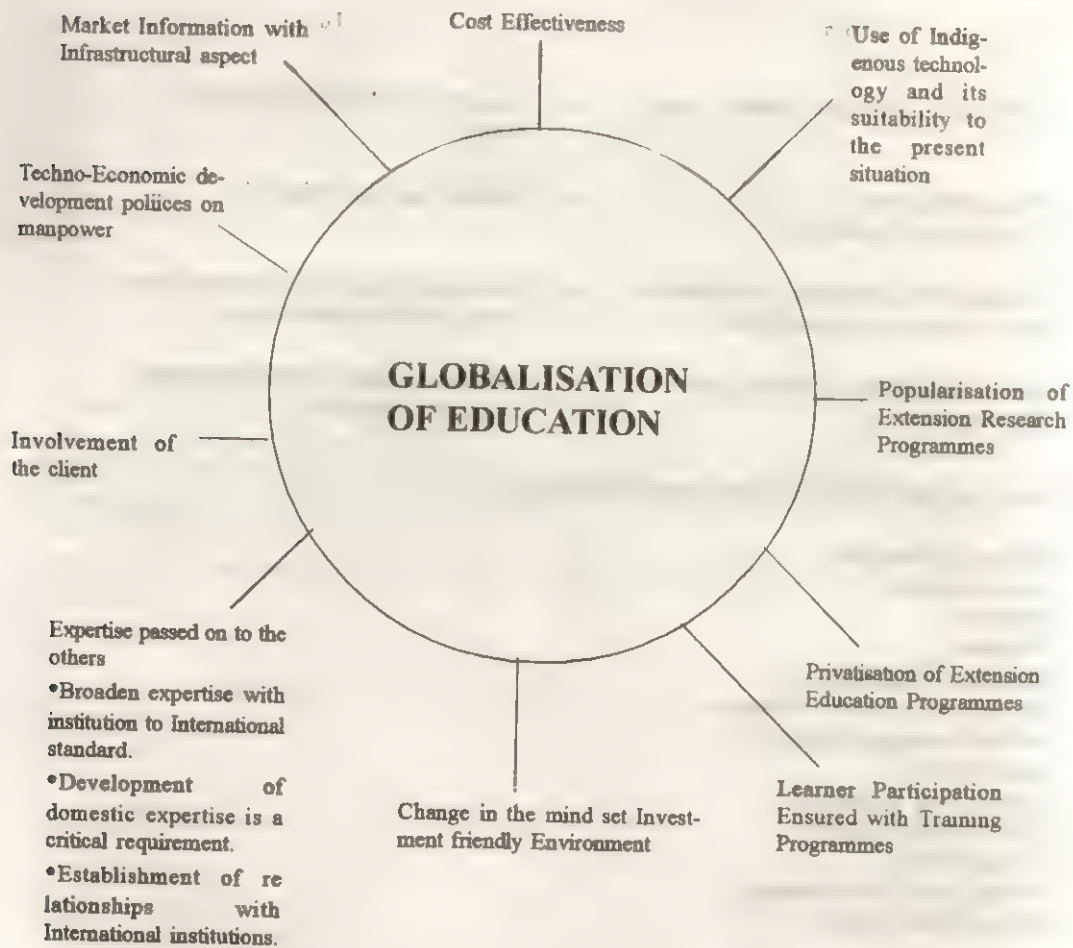 Market Information with
Infrastructural aspect
Cost Effectiveness
Use of Indig-
enous technol-
ogy and its
suitability to
the present
situation
Techno-Economic de-
velopment poliices on
manpower
GLOBALISATION
OF EDUCATION
Popularisation of
Extension Research
Programmes
Involvement of
the client
Expertise passed on to the
others
•Broaden expertise with
institution to International
standard.
•Development of
domestic expertise is a
critical requirement.
•Establishment of re
lationships with
International institutions.
Change in the mind set Invest-
ment friendly Environment
Privatisation of Extension
Education Programmes
Learner Participation
Ensured with Training
Programmes